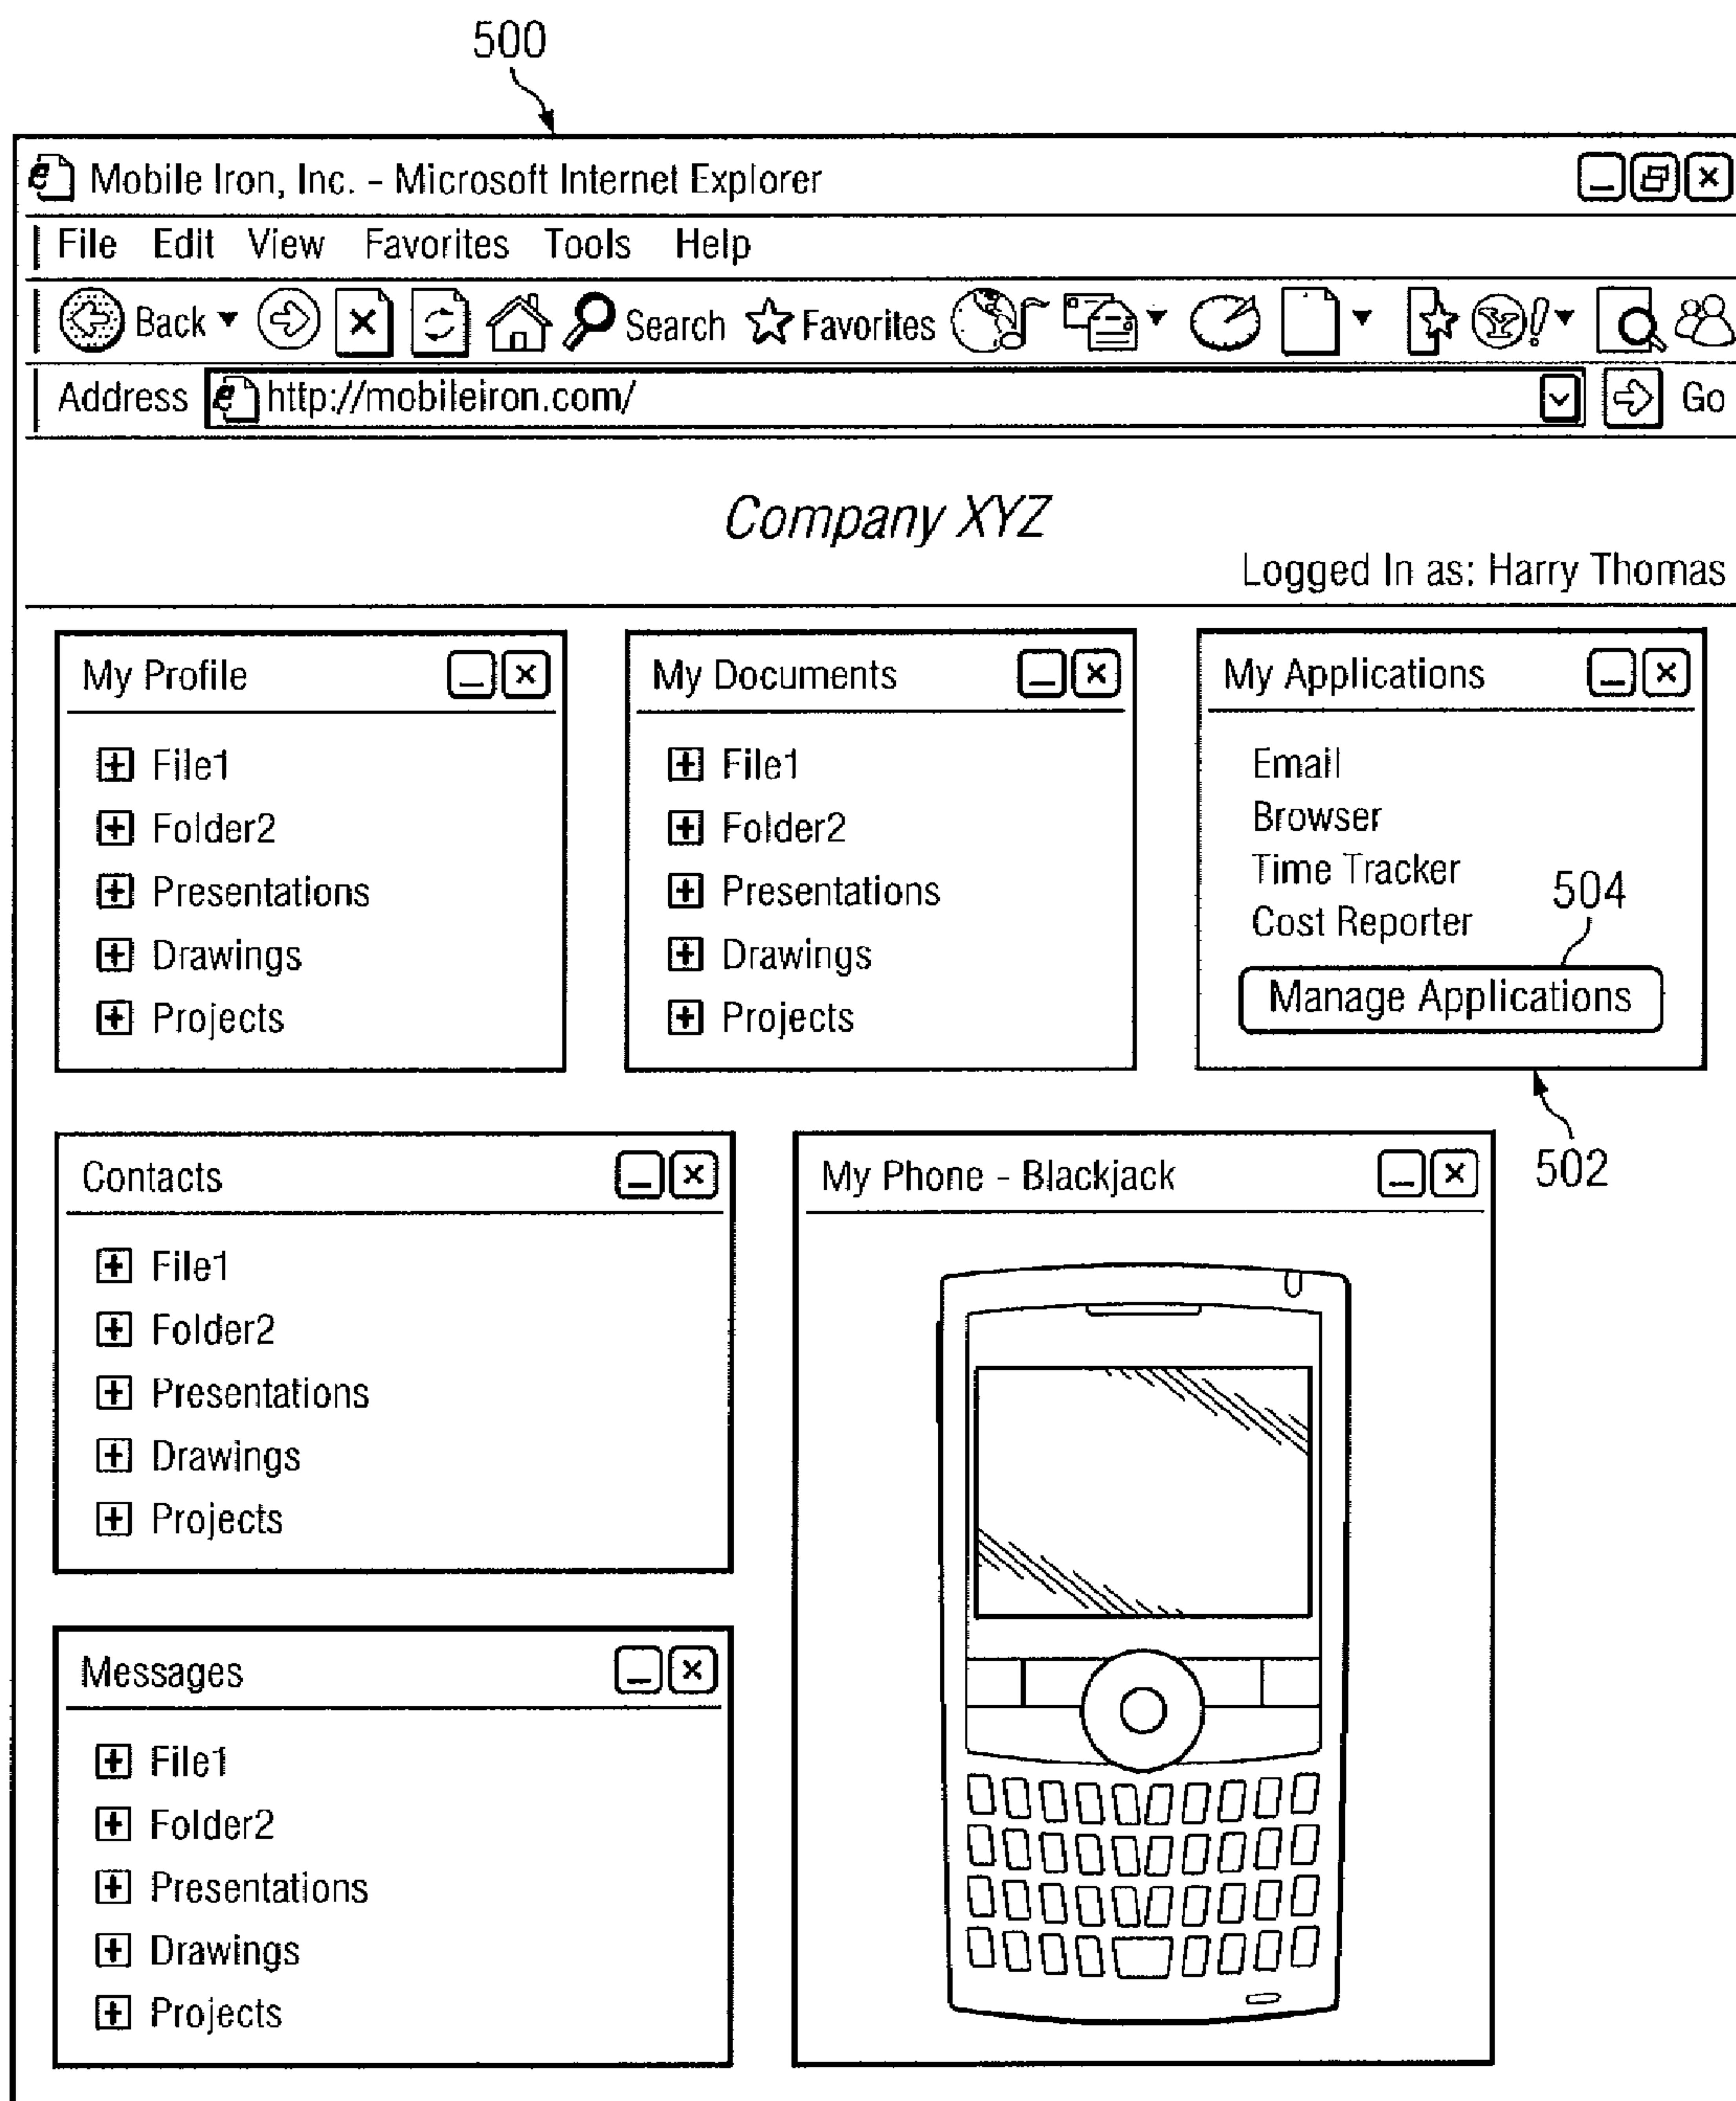 500
Mobile Iron, Inc. - Microsoft Internet Explorer
File Edit View Favorites Tools Help
Back Search Favorites
Address http://mobileiron.com/ Go
Company XYZ
Logged In as: Harry Thomas
My Profile
File1
Folder2
Presentations
Drawings
Projects
My Documents
File1
Folder2
Presentations
Drawings
Projects
My Applications
Email
Browser
Time Tracker
Cost Reporter
504
Manage Applications
502
Contacts
File1
Folder2
Presentations
Drawings
Projects
My Phone - Blackjack
Messages
File1
Folder2
Presentations
Drawings
Projects